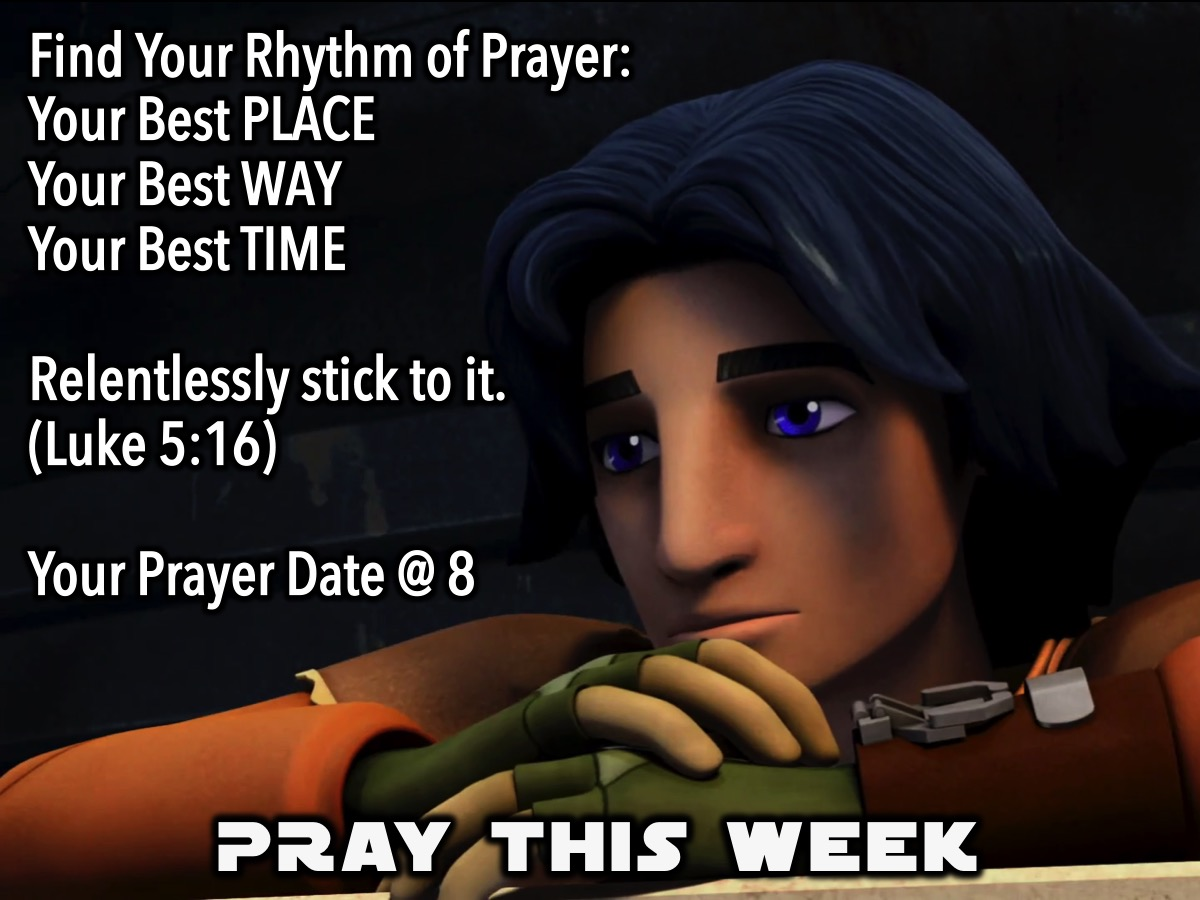 Find Your Rhythm of Prayer:
Your Best PLACE
Your Best WAY
Your Best TIME
Relentlessly stick to it.
(Luke 5:16)
Your Prayer Date @ 8
PRAY THIS WEEK